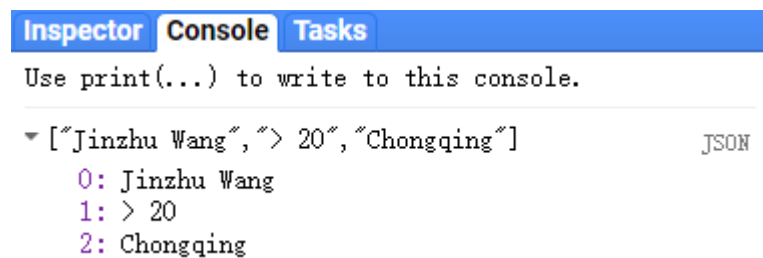 Inspector Console Tasks
Use print(...) to write to this console.
["Jinzhu Wang","> 20","Chongqing"] JSON
0: Jinzhu Wang
1: > 20
2: Chongqing